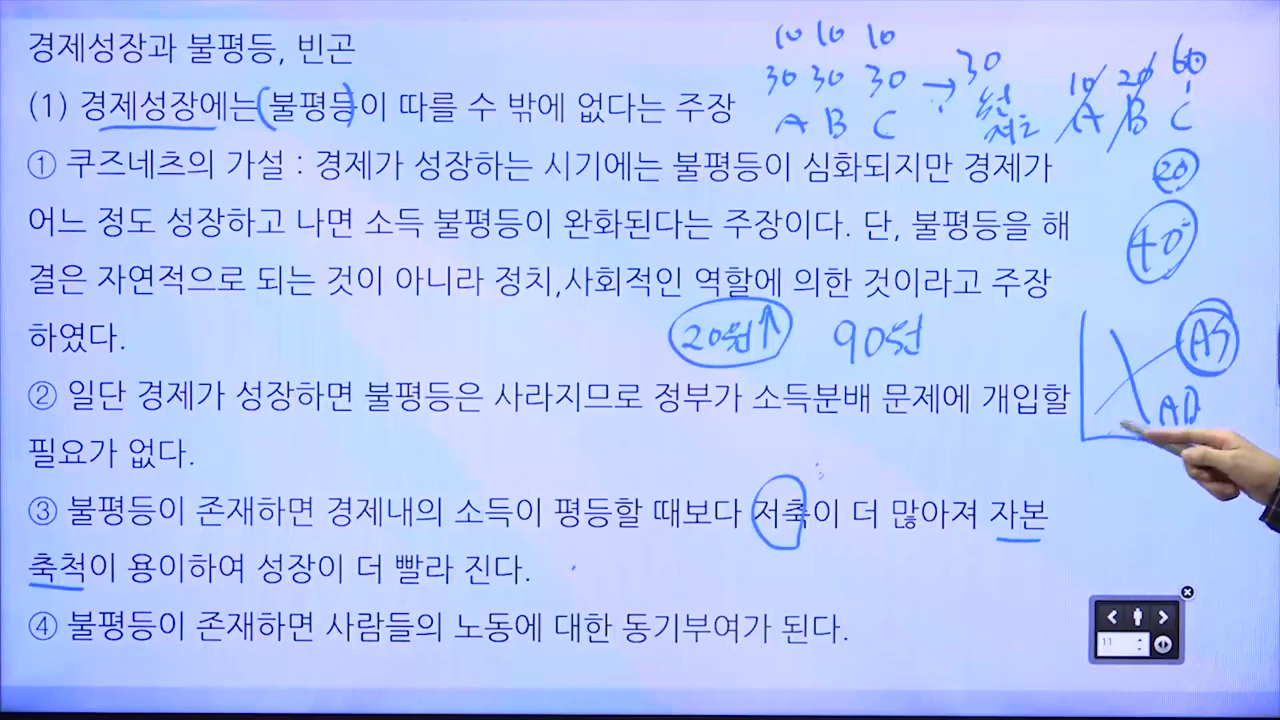 경제성장과 불평등, 빈곤
(1) 경제성장에는 불평등이 따를 수 밖에 없다는 주장
① 쿠즈네츠의 가설 : 경제가 성장하는 시기에는 불평등이 심화되지만 경제가
어느 정도 성장하고 나면 소득 불평등이 완화된다는 주장이다. 단, 불평등을 해
결은 자연적으로 되는 것이 아니라 정치,사회적인 역할에 의한 것이라고 주장
하였다.
② 일단 경제가 성장하면 불평등은 사라지므로 정부가 소득분배 문제에 개입할
필요가 없다.
③ 불평등이 존재하면 경제내의 소득이 평등할 때보다 저축이 더 많아져 자본
축척이 용이하여 성장이 더 빨라 진다.
④ 불평등이 존재하면 사람들의 노동에 대한 동기부여가 된다.
10 10 10
30 30 30 → 30
A B C
10 20 60
A B C
20
40
20원↑ 90원
AS
AD
11